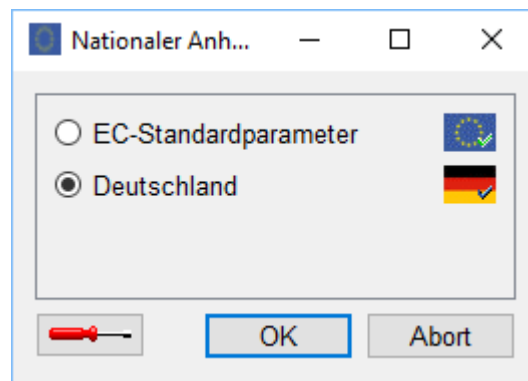 Nationaler Anh...
EC-Standardparameter
Deutschland
OK
Abort